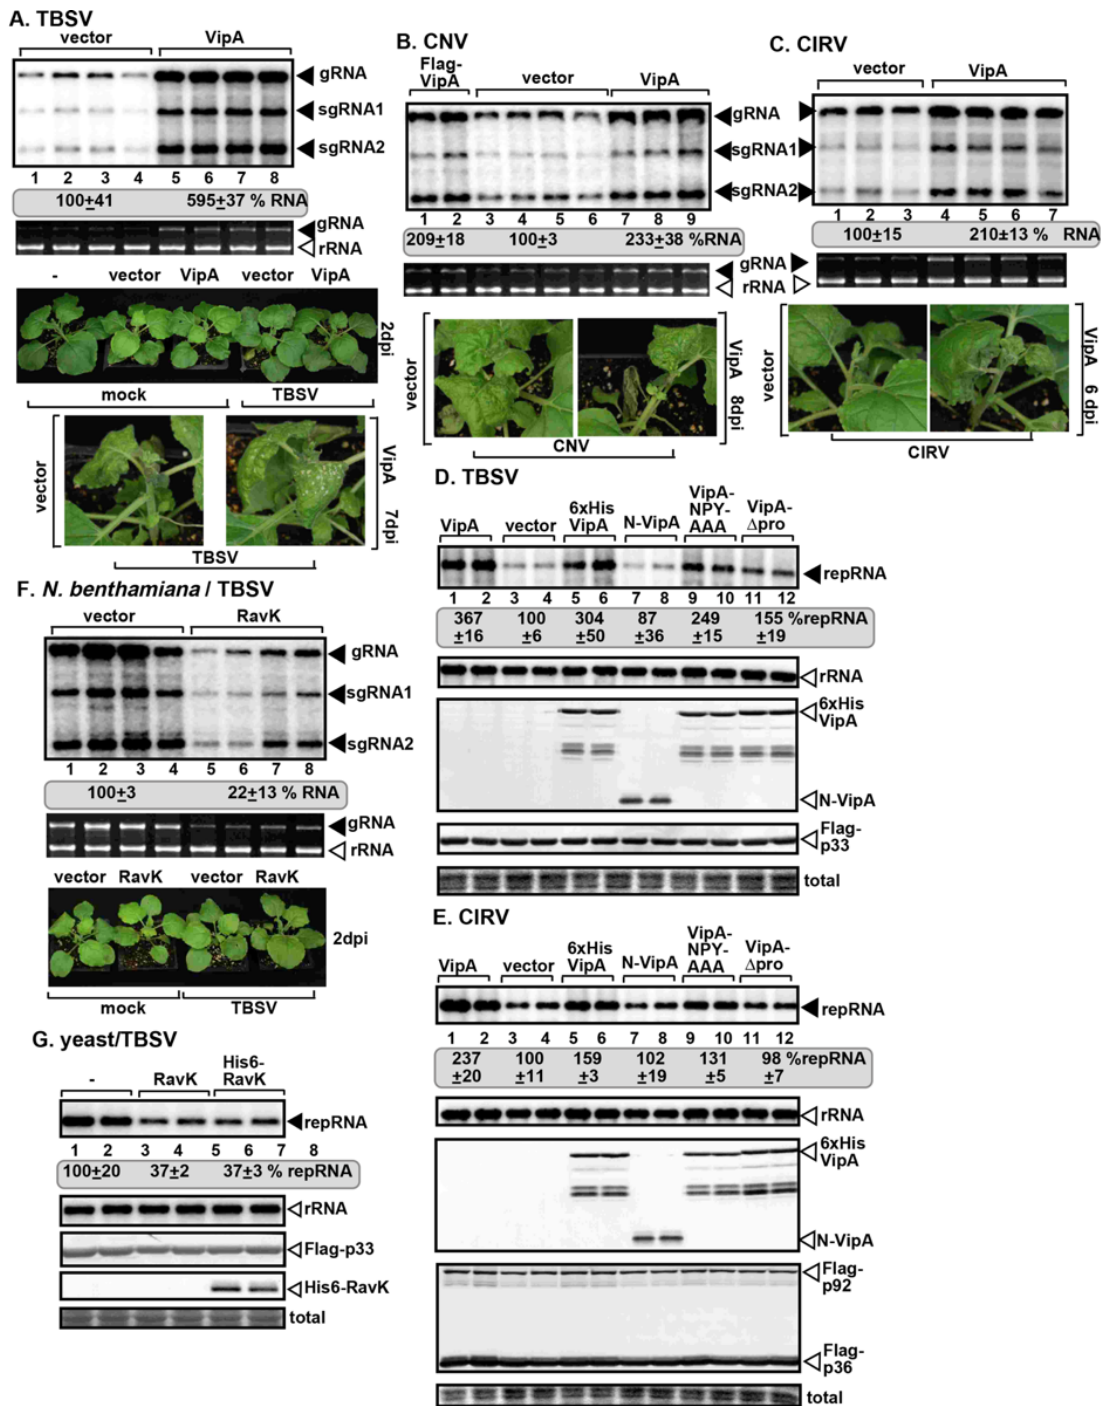 A. TBSV
vector VipA
gRNA
sgRNA1
sgRNA2
1 2 3 4 5 6 7 8
100±41 595±37 % RNA
gRNA
rRNA
- vector VipA vector VipA
2dpi
mock TBSV
vector
VipA 7dpi
TBSV
B. CNV
Flag-VipA vector VipA
gRNA
sgRNA1
sgRNA2
1 2 3 4 5 6 7 8 9
209±18 100±3 233±38 %RNA
gRNA
rRNA
vector
VipA 8dpi
CNV
C. CIRV
vector VipA
1 2 3 4 5 6 7
100±15 210±13 % RNA
vector
VipA 6 dpi
CIRV
D. TBSV
VipA vector 6xHis VipA N-VipA VipA-NPY-AAA VipA-Δpro
repRNA
1 2 3 4 5 6 7 8 9 10 11 12
367 100 304 87 249 155 %repRNA
±16 ±6 ±50 ±36 ±15 ±19
rRNA
6xHis
VipA
N-VipA
Flag-
p33
total
E. CIRV
VipA vector 6xHis VipA N-VipA VipA-NPY-AAA VipA-Δpro
repRNA
1 2 3 4 5 6 7 8 9 10 11 12
237 100 159 102 131 98 %repRNA
±20 ±11 ±3 ±19 ±5 ±7
rRNA
6xHis
VipA
N-VipA
Flag-
p92
Flag-
p36
total
F. N. benthamiana / TBSV
vector RavK
gRNA
sgRNA1
sgRNA2
1 2 3 4 5 6 7 8
100±3 22±13 % RNA
gRNA
rRNA
vector RavK vector RavK
2dpi
mock TBSV
G. yeast/TBSV
- RavK His6-RavK
repRNA
1 2 3 4 5 6 7 8
100±20 37±2 37±3 % repRNA
rRNA
Flag-p33
His6-RavK
total